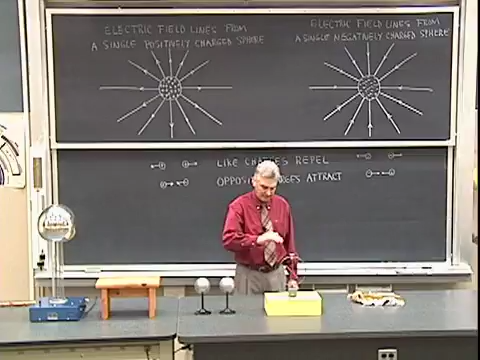 ELECTRIC FIELD LINES FROM
A SINGLE POSITIVELY CHARGED SPHERE
ELECTRIC FIELD LINES FROM
A SINGLE NEGATIVELY CHARGED SPHERE
LIKE CHARGES REPEL
OPPOSITE CHARGES ATTRACT